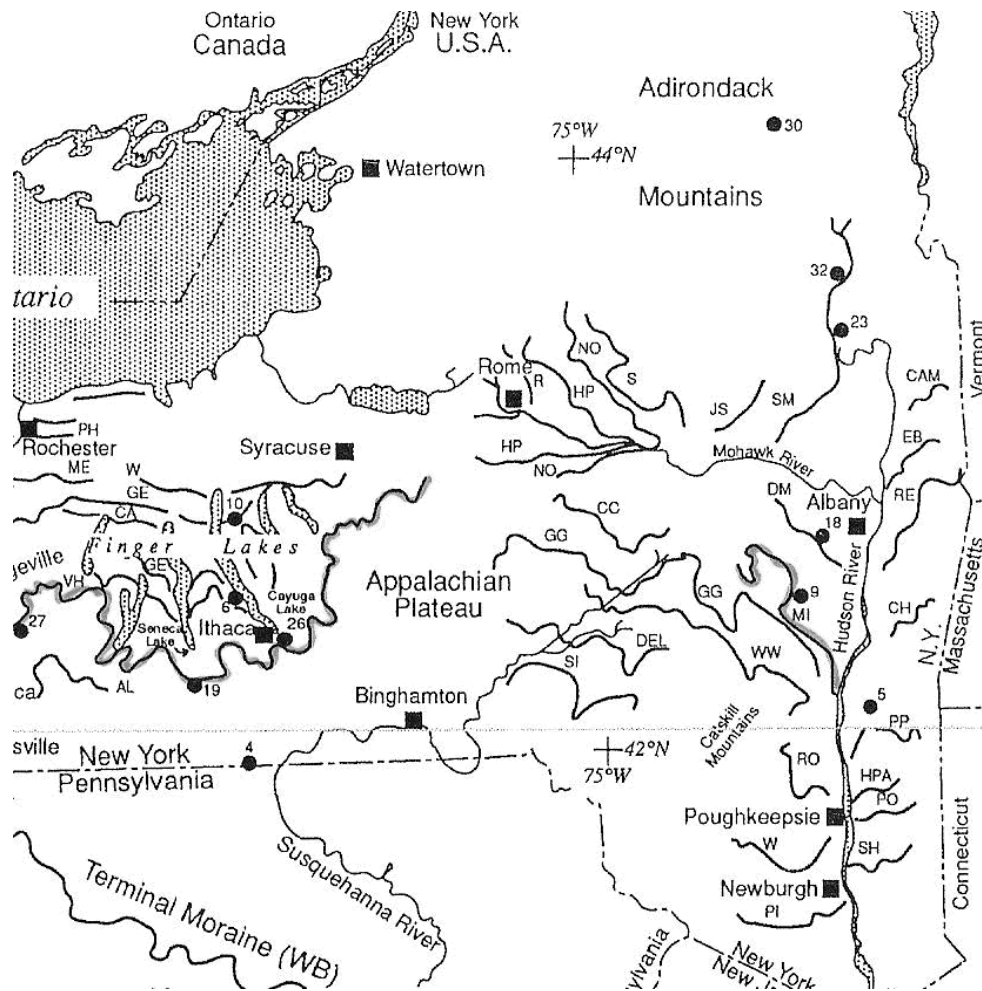 Ontario
Canada
New York
U.S.A.
Adirondack
30
75°W
44°N
Watertown
Mountains
32
tario
23
Vermont
NO
Rome
R
HP
S
CAM
JS
SM
PH
Rochester
EB
Syracuse
HP
Mohawk River
ME
W
NO
GE
DM
Albany
RE
10
CA
CC
18
Finger Lakes
GG
geville
GE
VH
Appalachian
Plateau
GG
9
Cayuga
Lake
6
MI
Hudson River
CH
27
Seneca
Lake
Ithaca
26
N.Y.
Massachusetts
DEL
WW
SI
ca
AL
19
Binghamton
5
PP
Catskill
Mountains
sville
New York
4
42°N
75°W
Pennsylvania
RO
HPA
PO
Poughkeepsie
W
SH
Susquehanna River
Terminal Moraine (WB)
Newburgh
Connecticut
PI
ylvania
New York
New J